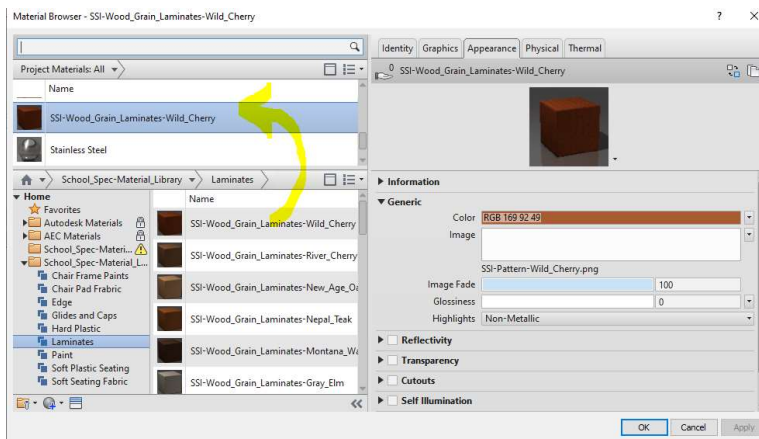 Material Browser - SSI-Wood_Grain_Laminates-Wild_Cherry
? X
Project Materials: All
Name
SSI-Wood_Grain_Laminates-Wild_Cherry
Stainless Steel
School_Spec-Material_Library
Laminates
Home
Favorites
Autodesk Materials
AEC Materials
School_Spec-Materi...
School_Spec-Material_L...
Chair Frame Paints
Chair Pad Frabric
Edge
Glides and Caps
Hard Plastic
Laminates
Paint
Soft Plastic Seating
Soft Seating Fabric
Name
SSI-Wood_Grain_Laminates-Wild_Cherry
SSI-Wood_Grain_Laminates-River_Cherry
SSI-Wood_Grain_Laminates-New_Age_Oa
SSI-Wood_Grain_Laminates-Nepal_Teak
SSI-Wood_Grain_Laminates-Montana_Wa
SSI-Wood_Grain_Laminates-Gray_Elm
Identity Graphics Appearance Physical Thermal
0 SSI-Wood_Grain_Laminates-Wild_Cherry
Information
Generic
Color RGB 169 92 49
Image
SSI-Pattern-Wild_Cherry.png
Image Fade 100
Glossiness 0
Highlights Non-Metallic
Reflectivity
Transparency
Cutouts
Self Illumination
OK Cancel Apply